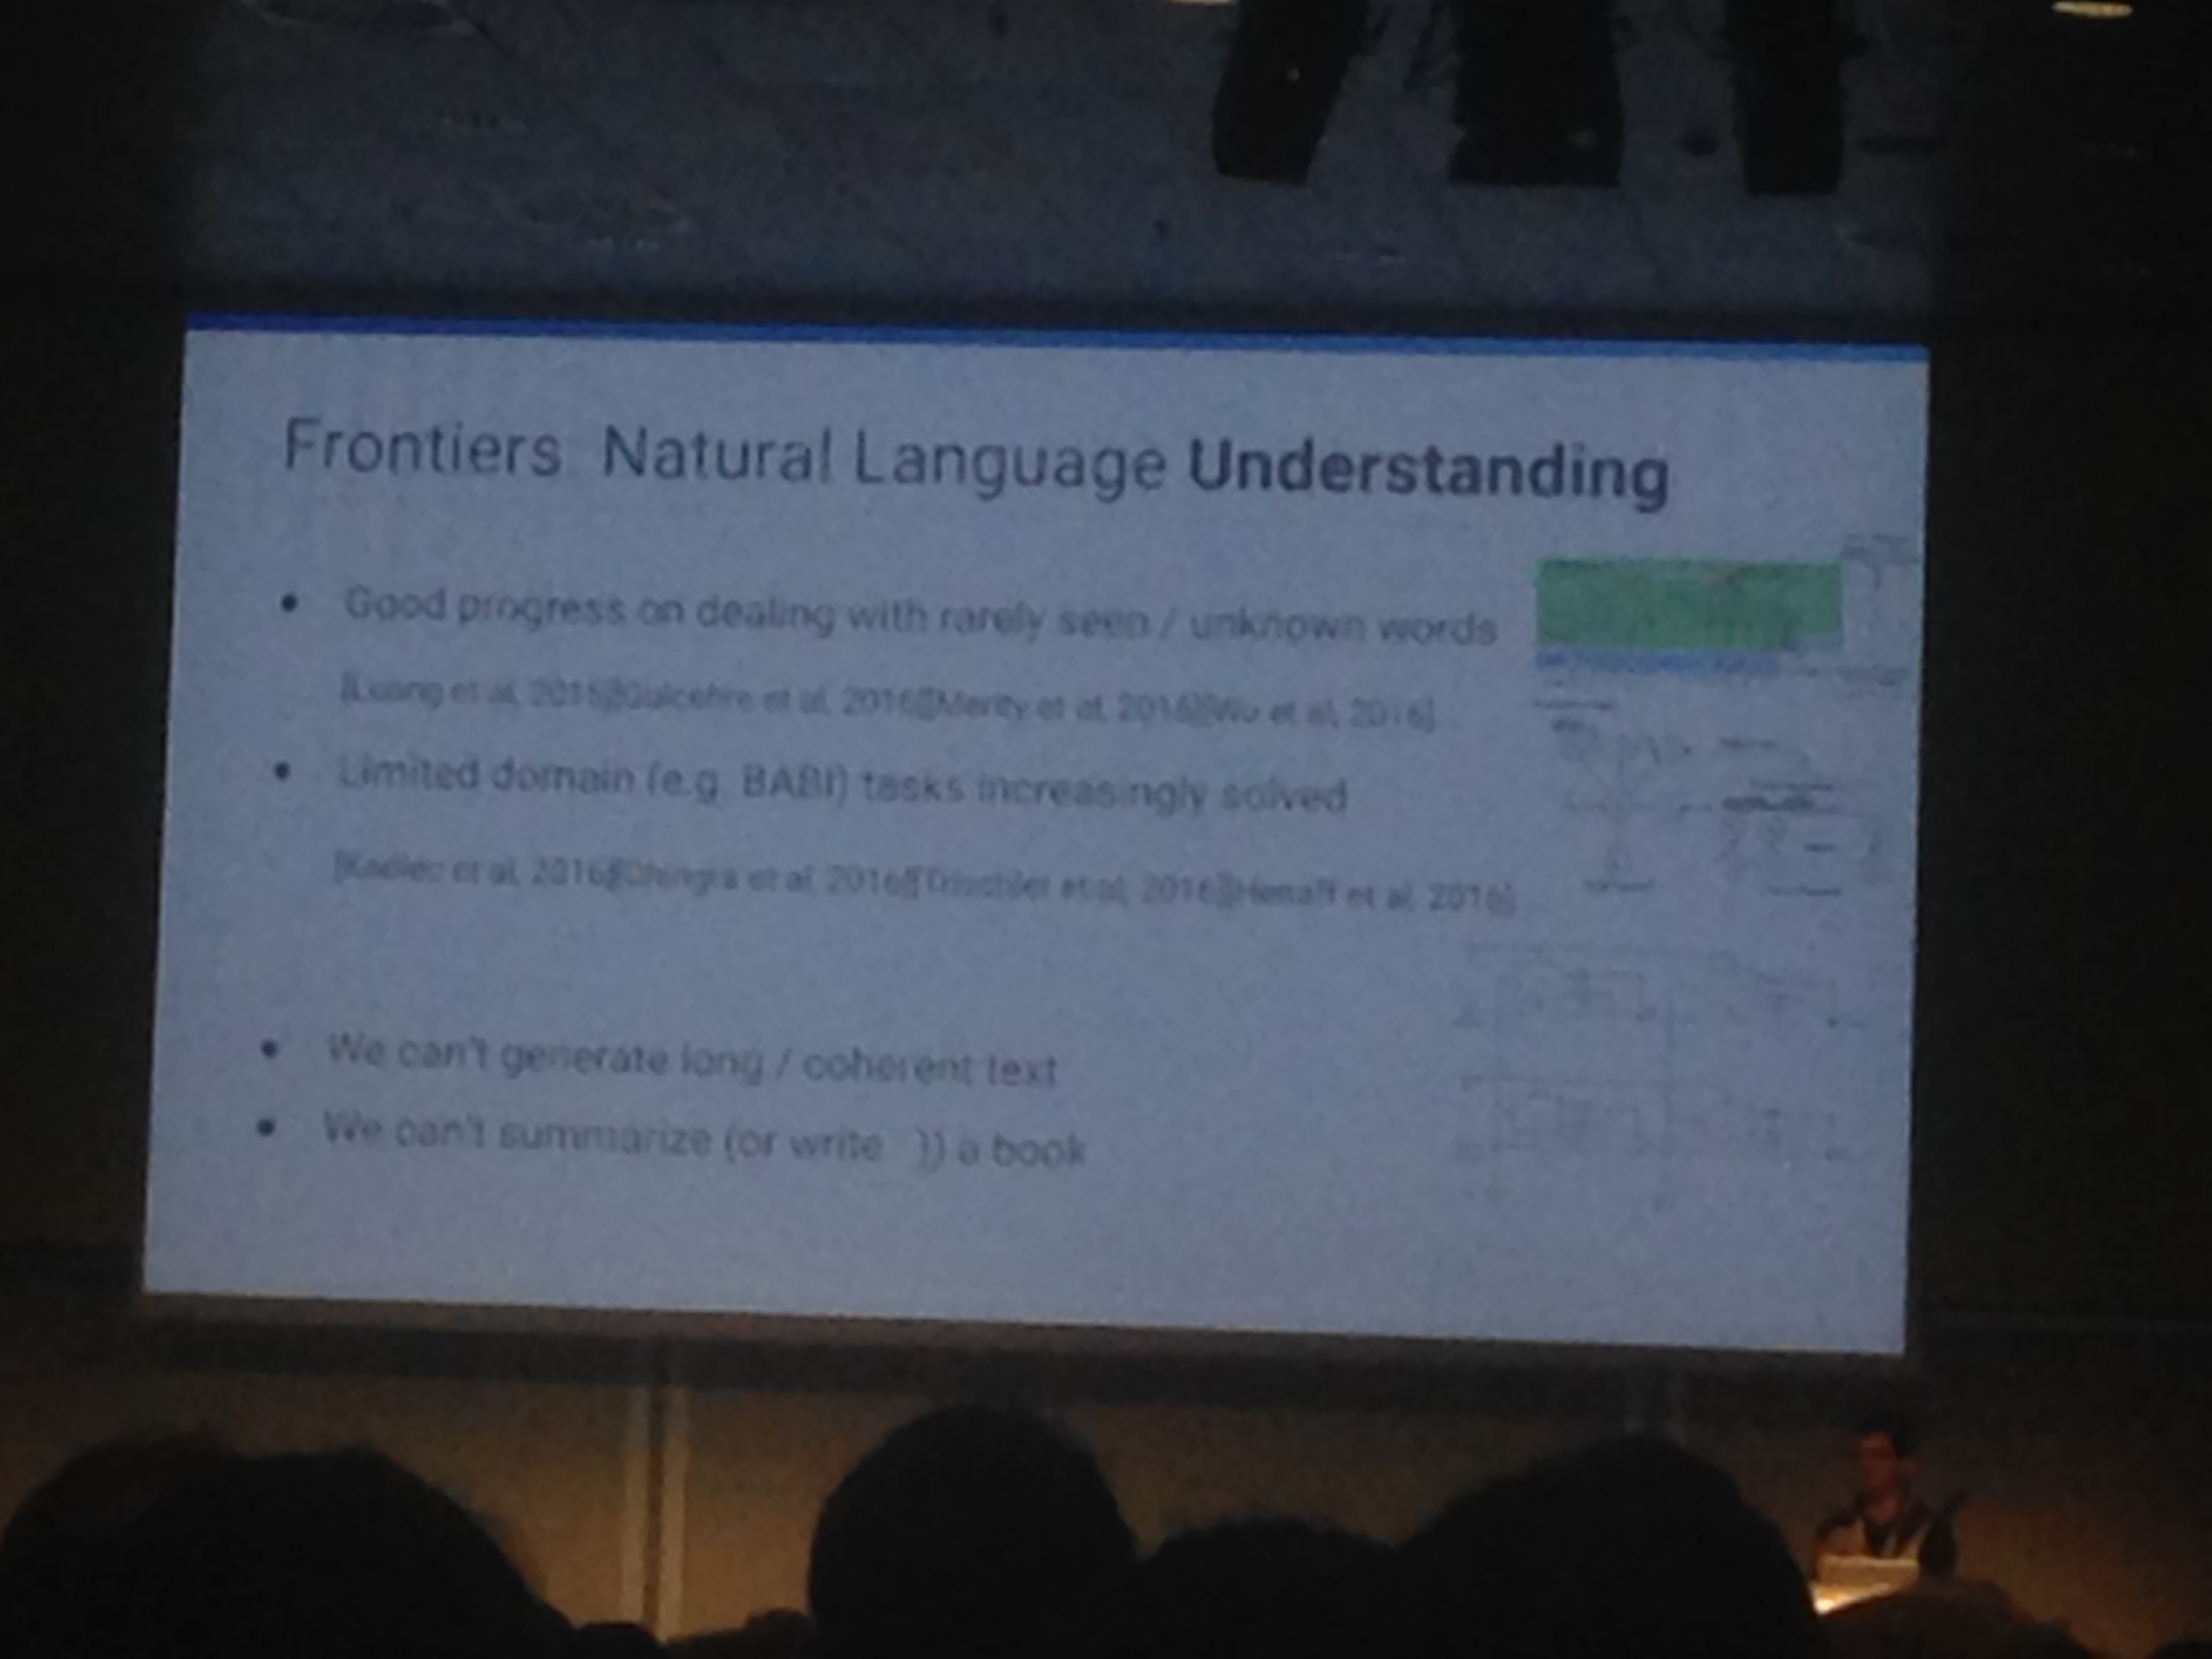 Frontiers Natural Language Understanding
• Good progress on dealing with rarely seen / unknown words
[Luong et al, 2015][Gulcehre et al, 2016][Merity et al, 2016][Wu et al, 2016]
• Limited domain (e.g. BABI) tasks increasingly solved
[Kadlec et al, 2016][Dhingra et al, 2016][Trischler et al, 2016][Henaff et al, 2016]
• We can't generate long / coherent text
• We can't summarize (or write )) a book